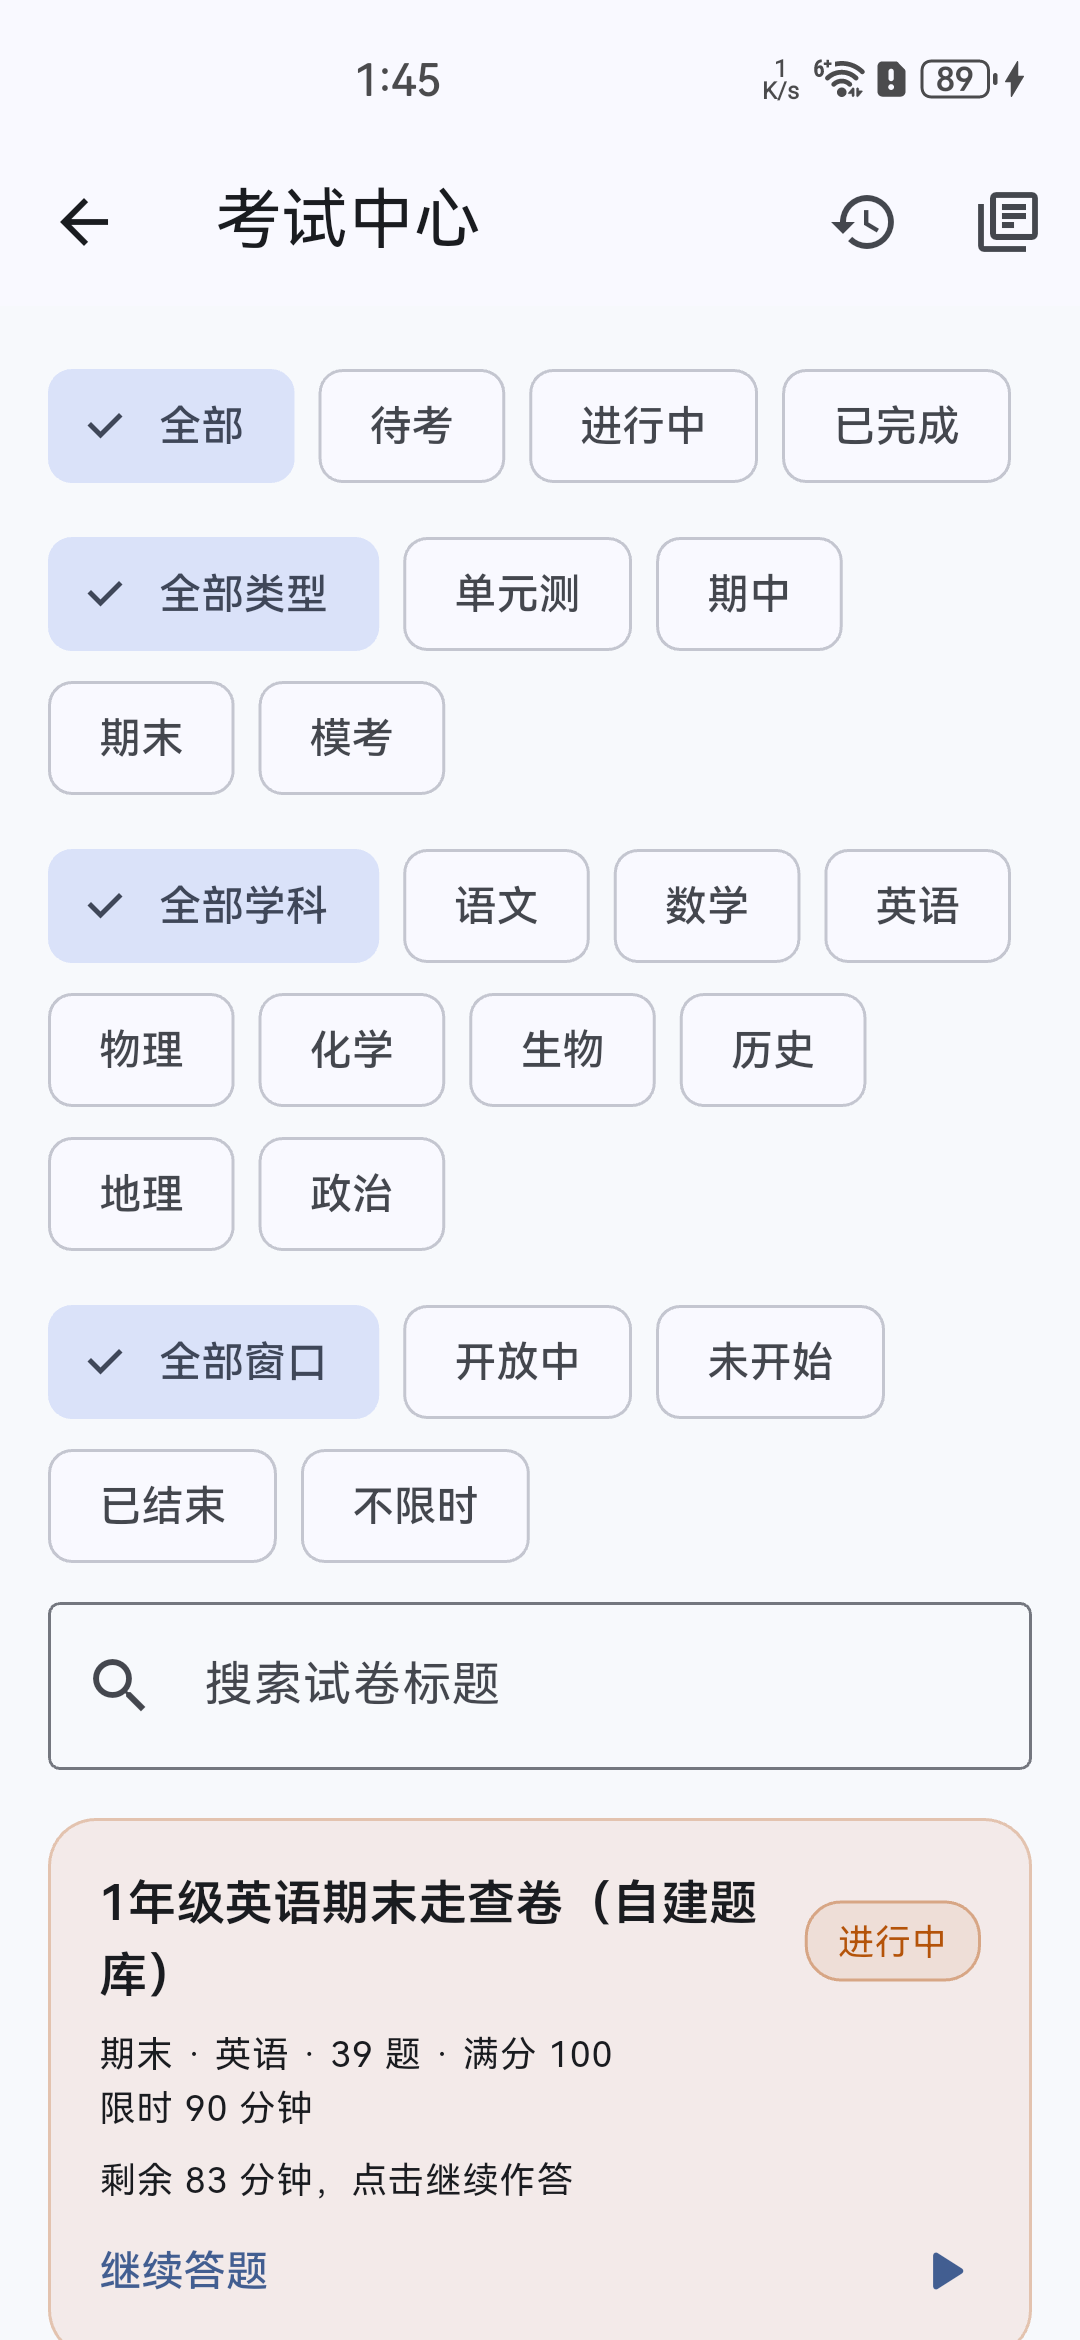 1:45
1
K/s
6+
89
考试中心
全部
待考
进行中
已完成
全部类型
单元测
期中
期末
模考
全部学科
语文
数学
英语
物理
化学
生物
历史
地理
政治
全部窗口
开放中
未开始
已结束
不限时
搜索试卷标题
1年级英语期末走查卷（自建题
库）
进行中
期末 · 英语 · 39 题 · 满分 100
限时 90 分钟
剩余 83 分钟，点击继续作答
继续答题